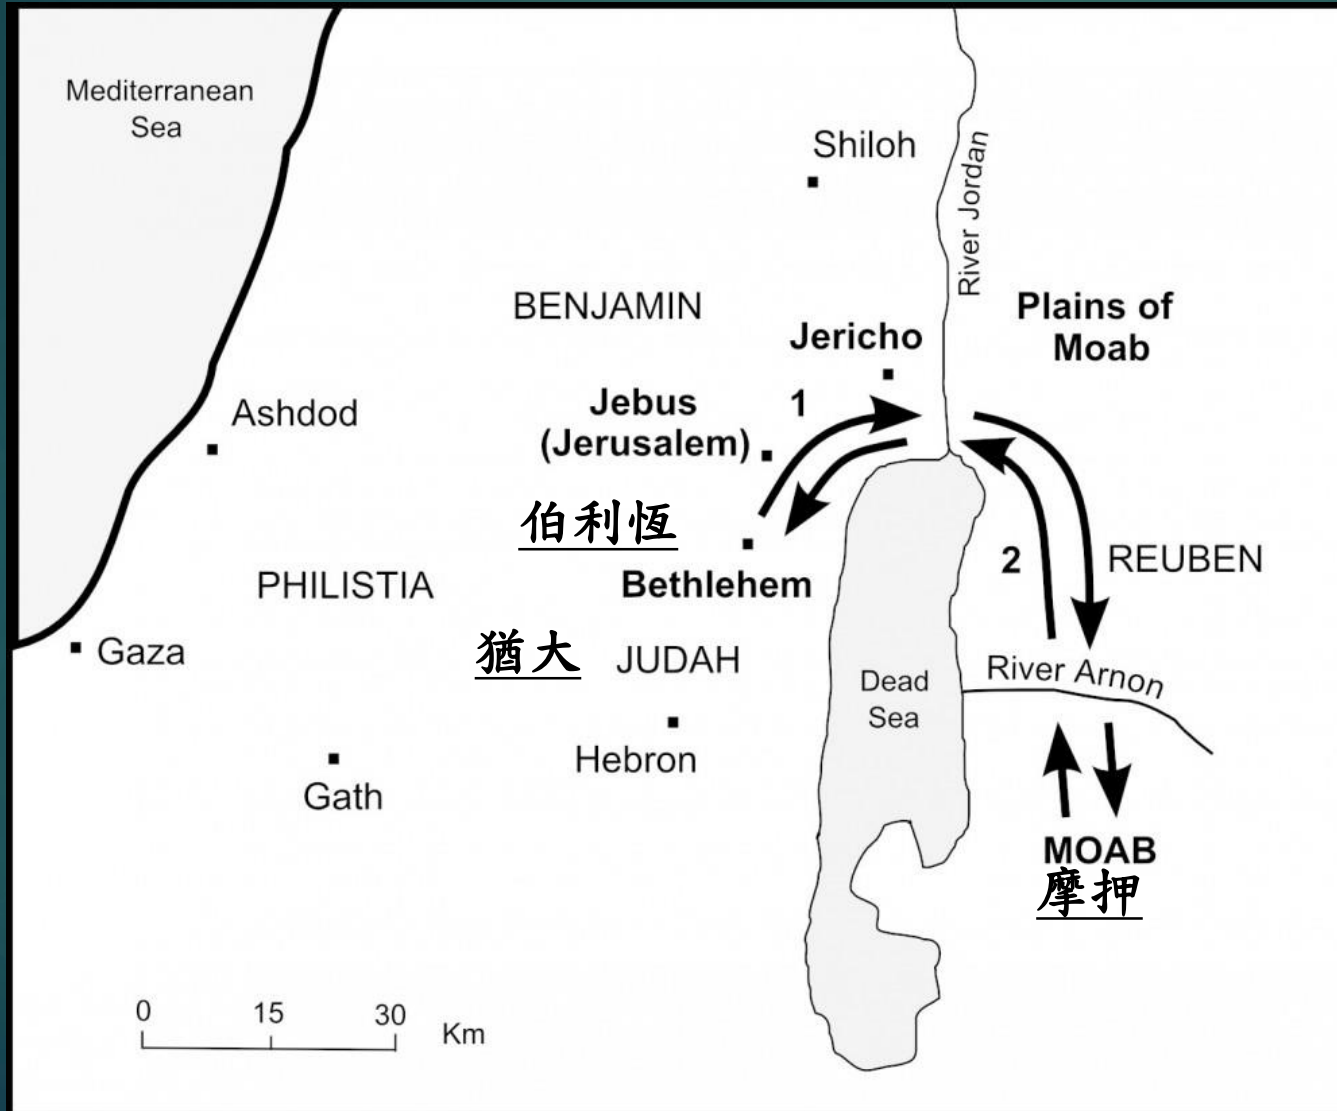 Mediterranean
Sea
Shiloh
River Jordan
BENJAMIN
Plains of
Moab
Jericho
Jebus
(Jerusalem)
1
Ashdod
伯利恆
Bethlehem
2
REUBEN
PHILISTIA
Gaza
猶大 JUDAH
Dead
Sea
River Arnon
Hebron
Gath
MOAB
摩押
0 15 30 Km